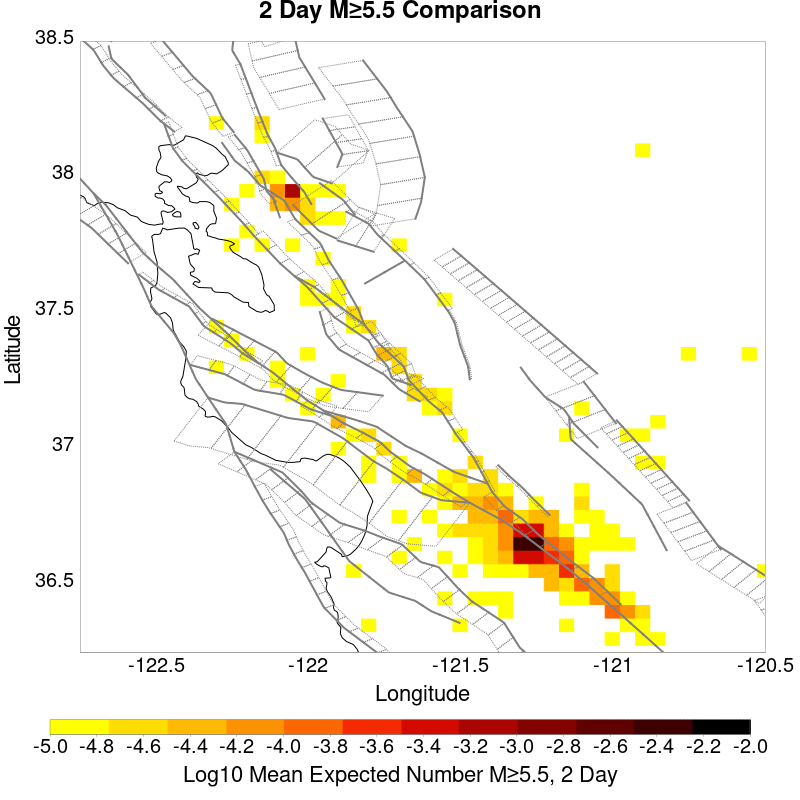 2 Day M≥5.5 Comparison
38.5
38
37.5
37
36.5
Latitude
-122.5 -122 -121.5 -121 -120.5
Longitude
-5.0 -4.8 -4.6 -4.4 -4.2 -4.0 -3.8 -3.6 -3.4 -3.2 -3.0 -2.8 -2.6 -2.4 -2.2 -2.0
Log10 Mean Expected Number M≥5.5, 2 Day